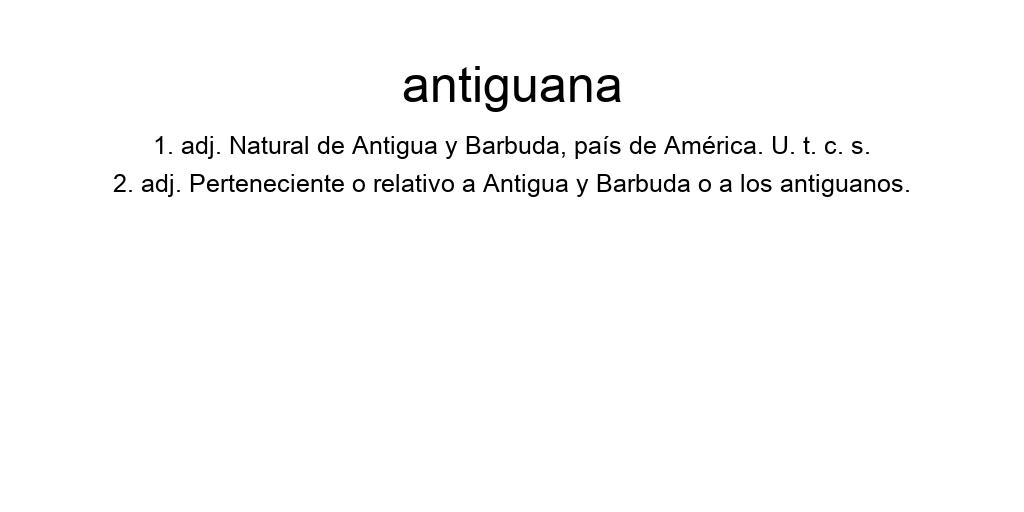 antiguana
1. adj. Natural de Antigua y Barbuda, país de América. U. t. c. s.
2. adj. Perteneciente o relativo a Antigua y Barbuda o a los antiguanos.